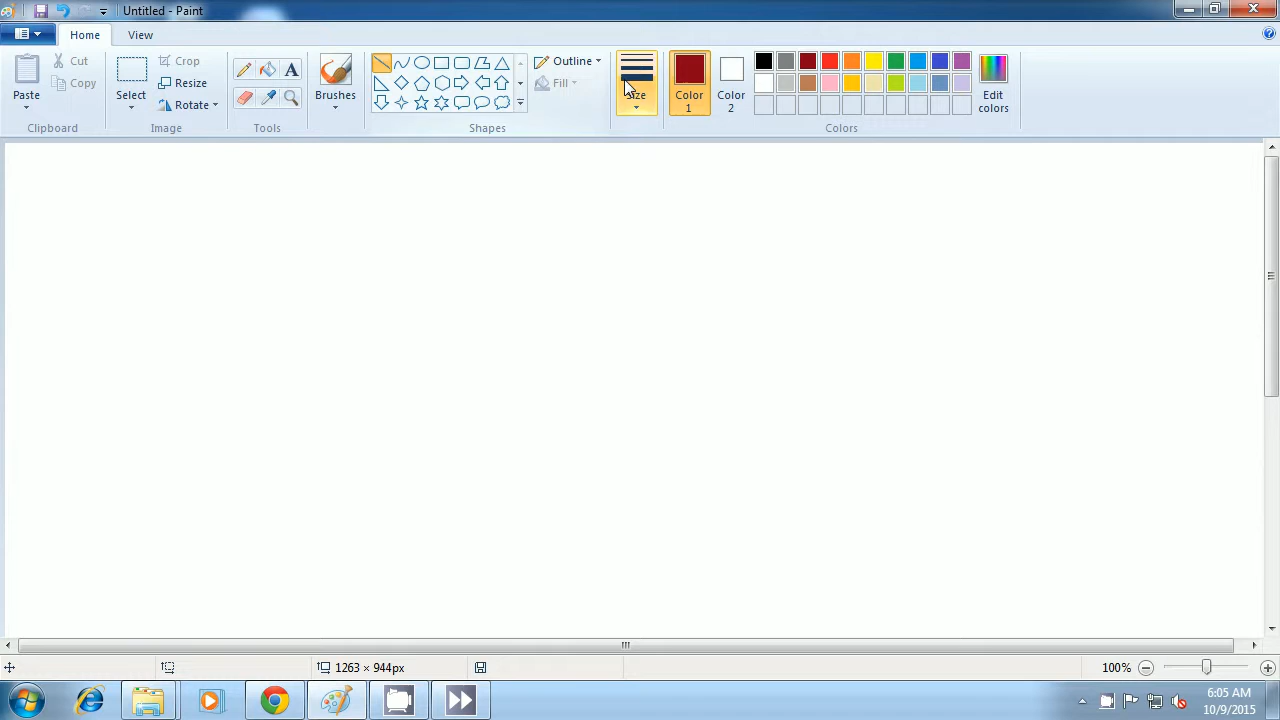 Untitled - Paint
Home View
Paste
Cut
Copy
Clipboard
Select
Crop
Resize
Rotate
Image
A
Tools
Brushes
Outline
Fill
Shapes
Color 1
Color 2
Edit colors
Colors
1263 × 944px
100%
6:05 AM
10/9/2015